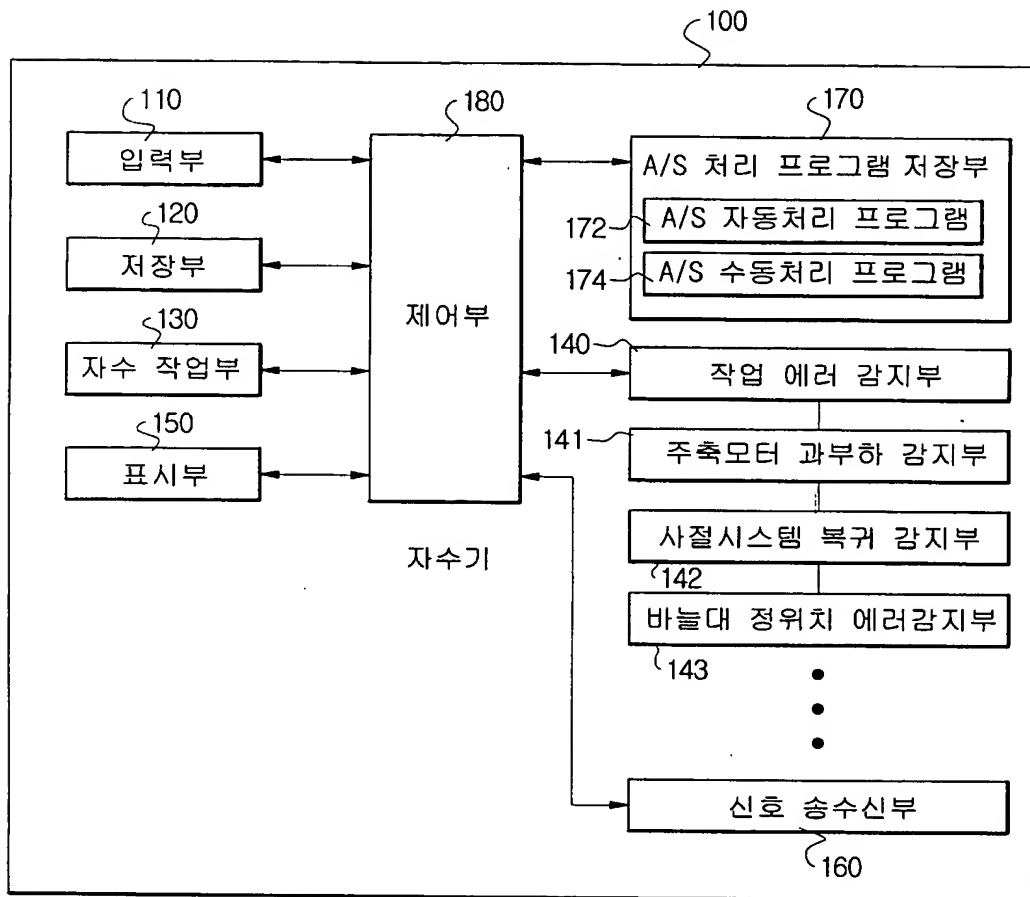 100
110
입력부
120
저장부
130
자수 작업부
150
표시부
180
제어부
자수기
170
A/S 처리 프로그램 저장부
172
A/S 자동처리 프로그램
174
A/S 수동처리 프로그램
140
작업 에러 감지부
141
주축모터 과부하 감지부
사절시스템 복귀 감지부
142
바늘대 정위치 에러감지부
143
신호 송수신부
160